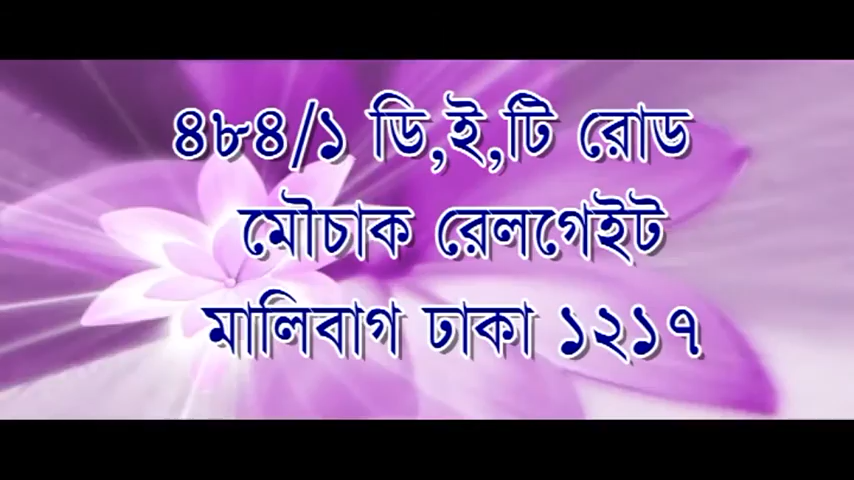 ৪৮৪/১ ডি,ই,টি রোড
মৌচাক রেলগেইট
মালিবাগ ঢাকা ১২১৭